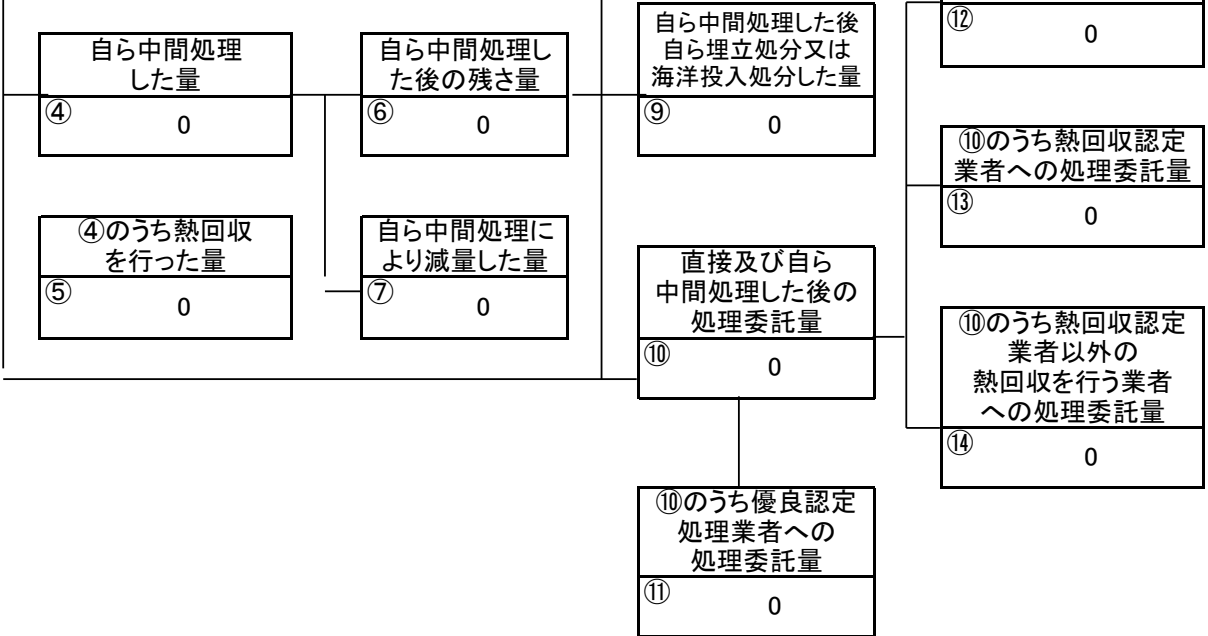 自ら中間処理
した量
④
0
自ら中間処理し
た後の残さ量
⑥
0
自ら中間処理した後
自ら埋立処分又は
海洋投入処分した量
⑨
0
⑫
0
⑩のうち熱回収認定
業者への処理委託量
⑬
0
④のうち熱回収
を行った量
⑤
0
自ら中間処理に
より減量した量
⑦
0
直接及び自ら
中間処理した後の
処理委託量
⑩
0
⑩のうち熱回収認定
業者以外の
熱回収を行う業者
への処理委託量
⑭
0
⑩のうち優良認定
処理業者への
処理委託量
⑪
0